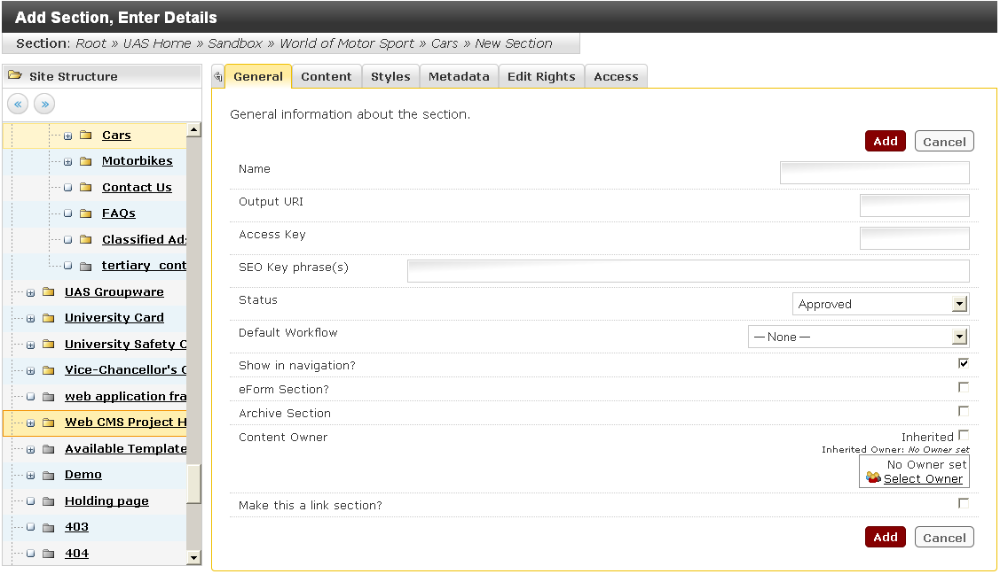 Add Section, Enter Details
Section: Root » UAS Home » Sandbox » World of Motor Sport » Cars » New Section
Site Structure
«
»
Cars
Motorbikes
Contact Us
FAQs
Classified Ad
tertiary_cont
UAS Groupware
University Card
University Safety
Vice-Chancellor's
web application fra
Web CMS Project H
Available Template
Demo
Holding page
403
404
General Content Styles Metadata Edit Rights Access
General information about the section.
Add Cancel
Name
Output URI
Access Key
SEO Key phrase(s)
Status Approved
Default Workflow — None —
Show in navigation?
eForm Section?
Archive Section
Content Owner Inherited
Inherited Owner: No Owner set
No Owner set
Select Owner
Make this a link section?
Add Cancel